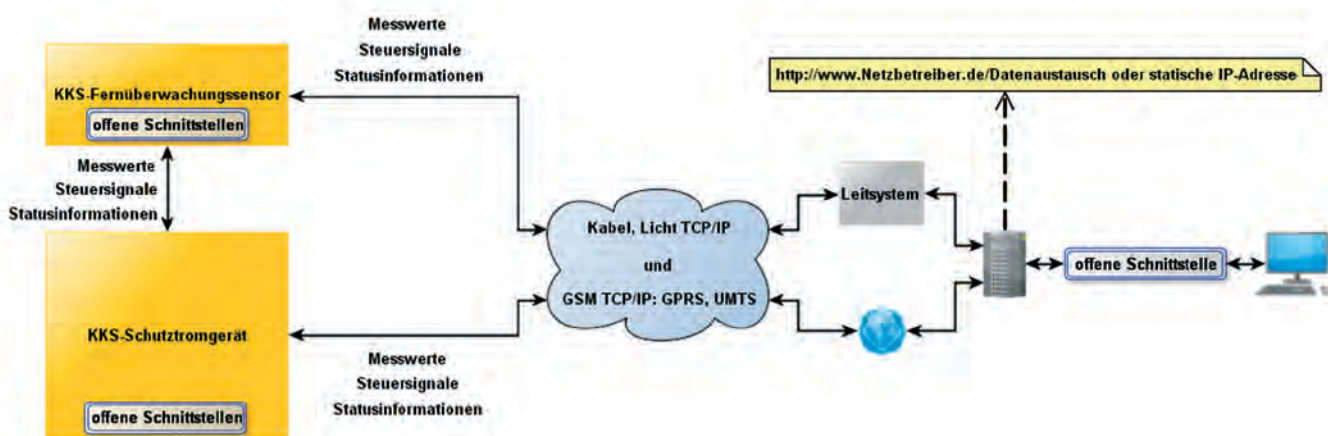 Messwerte
Steuersignale
Statusinformationen
http://www.Netzbetreiber.de/Datenaustausch oder statische IP-Adresse
KKS-Fernüberwachungssensor
offene Schnittstellen
Messwerte
Steuersignale
Statusinformationen
Leitsystem
Kabel, Licht TCP/IP
und
GSM TCP/IP: GPRS, UMTS
offene Schnittstelle
KKS-Schutztromgerät
offene Schnittstellen
Messwerte
Steuersignale
Statusinformationen